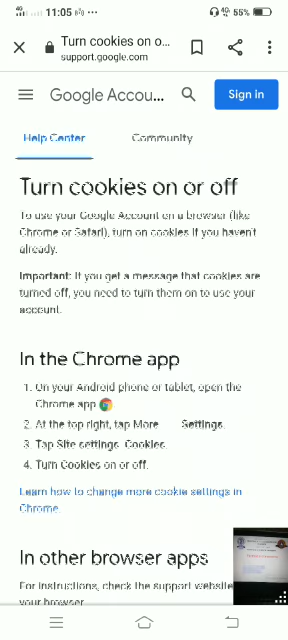 11:05
55%
Turn cookies on o...
support.google.com
Google Accou...
Sign in
Help Center
Community
Turn cookies on or off
To use your Google Account on a browser (like
Chrome or Safari), turn on cookies if you haven't
already.
Important: If you get a message that cookies are
turned off, you need to turn them on to use your
account.
In the Chrome app
1. On your Android phone or tablet, open the
Chrome app
2. At the top right, tap More Settings.
3. Tap Site settings Cookies.
4. Turn Cookies on or off.
Learn how to change more cookie settings in
Chrome.
In other browser apps
For instructions, check the support website
your browser